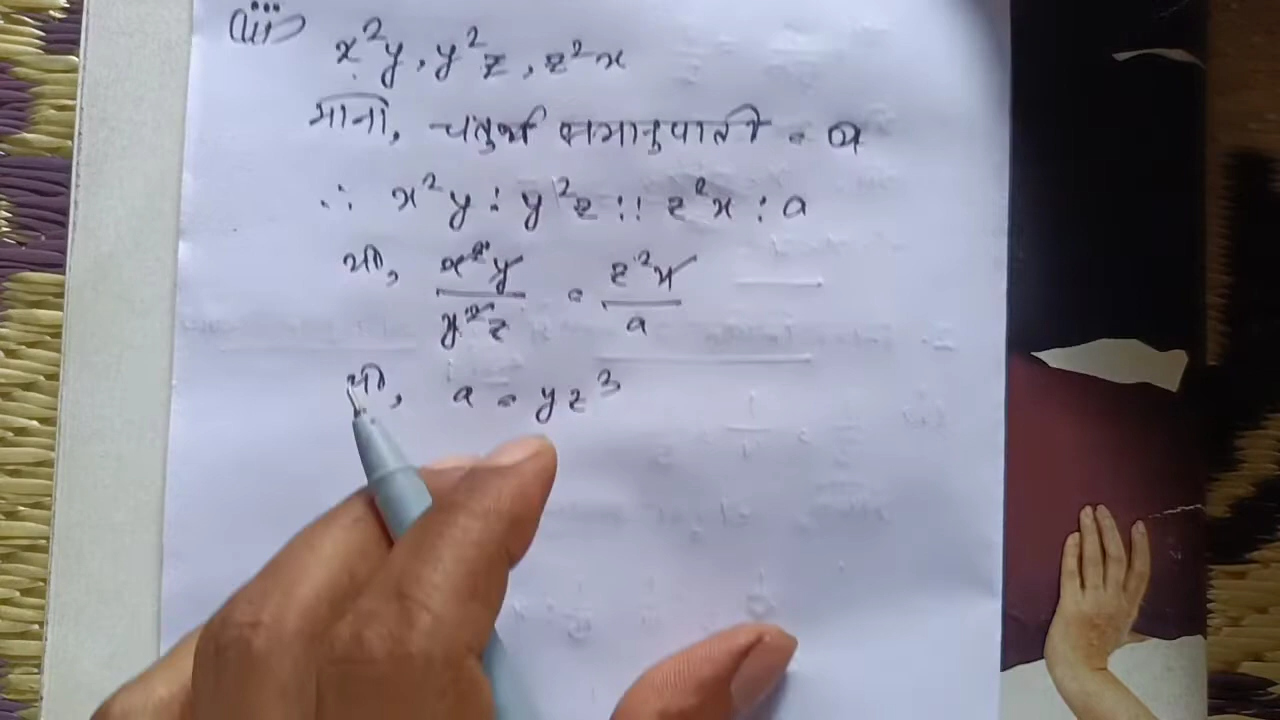 (iii) x²y, y²z, z²x
माना, चतुर्थ समानुपाती = a
∴ x²y : y²z :: z²x : a
या, x²y/y²z = z²x/a
या, a = yz³